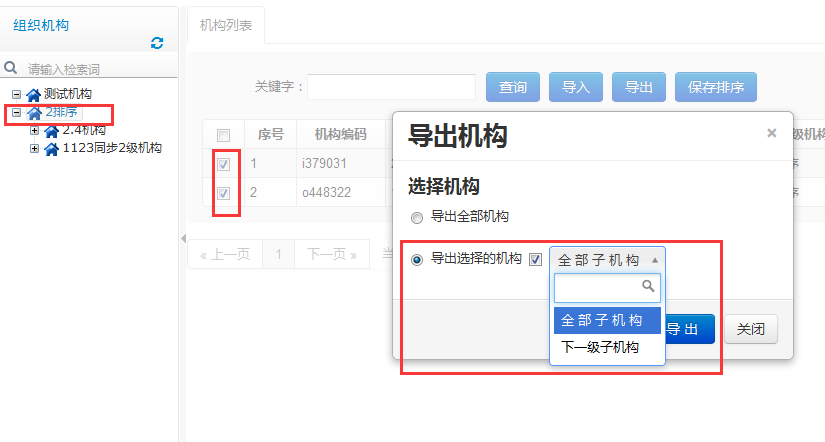 组织机构
请输入检索词
测试机构
2排序
2.4机构
1123同步2级机构
机构列表
关键字：
查询
导入
导出
保存排序
序号 机构编码
1 i379031
2 o448322
« 上一页 1 下一页 »
导出机构 ×
选择机构
导出全部机构
导出选择的机构 全部子机构
全部子机构
下一级子机构
导出 关闭
级机构
序
序